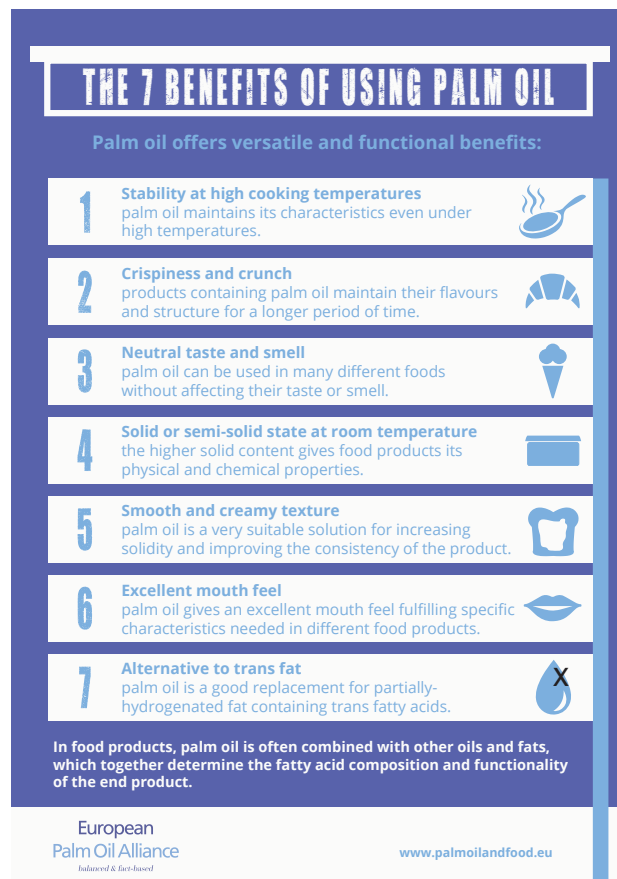 THE 7 BENEFITS OF USING PALM OIL
Palm oil offers versatile and functional benefits:
1
Stability at high cooking temperatures
palm oil maintains its characteristics even under
high temperatures.
2
Crispiness and crunch
products containing palm oil maintain their flavours
and structure for a longer period of time.
3
Neutral taste and smell
palm oil can be used in many different foods
without affecting their taste or smell.
4
Solid or semi-solid state at room temperature
the higher solid content gives food products its
physical and chemical properties.
5
Smooth and creamy texture
palm oil is a very suitable solution for increasing
solidity and improving the consistency of the product.
6
Excellent mouth feel
palm oil gives an excellent mouth feel fulfilling specific
characteristics needed in different food products.
7
Alternative to trans fat
palm oil is a good replacement for partially-
hydrogenated fat containing trans fatty acids.
X
In food products, palm oil is often combined with other oils and fats,
which together determine the fatty acid composition and functionality
of the end product.
European
Palm Oil Alliance
balanced & fact-based
www.palmoilandfood.eu